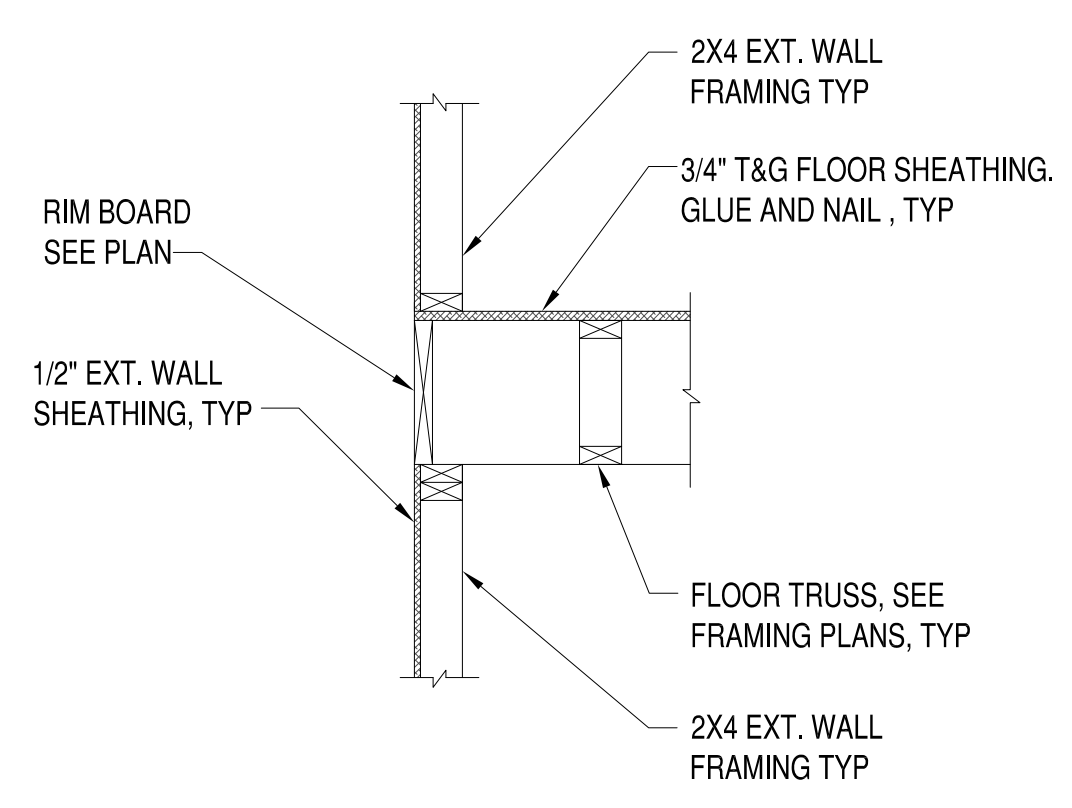 2X4 EXT. WALL
FRAMING TYP
3/4" T&G FLOOR SHEATHING.
GLUE AND NAIL , TYP
RIM BOARD
SEE PLAN
1/2" EXT. WALL
SHEATHING, TYP
FLOOR TRUSS, SEE
FRAMING PLANS, TYP
2X4 EXT. WALL
FRAMING TYP